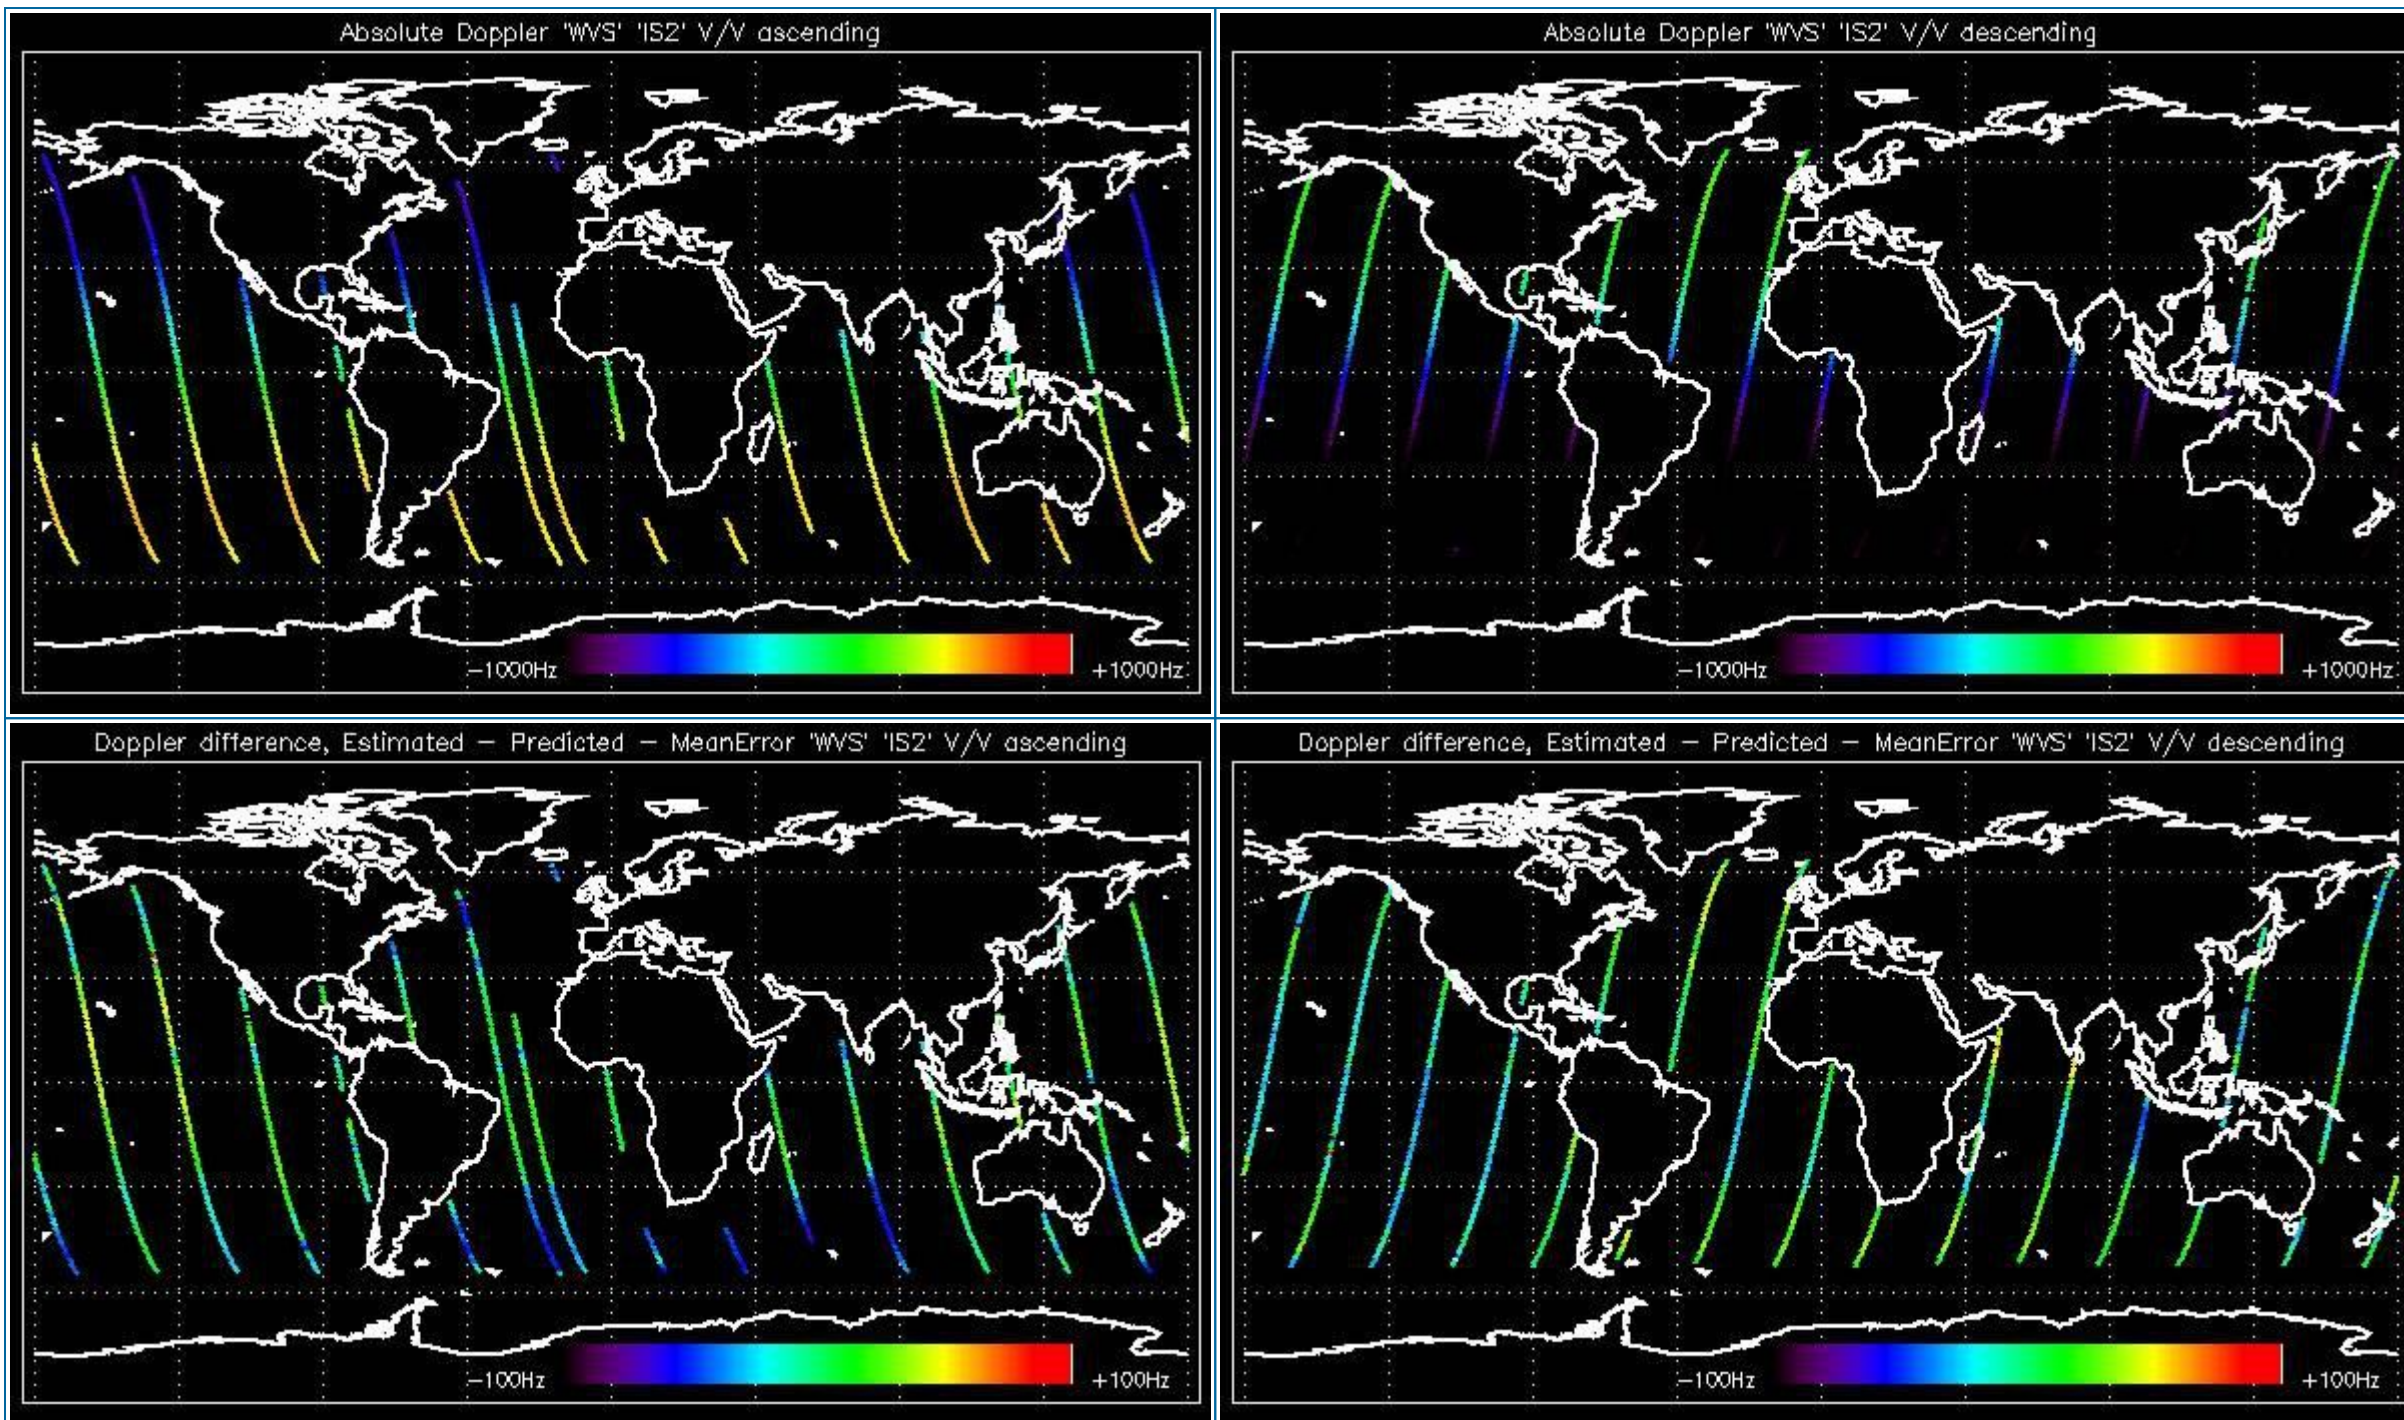 Absolute Doppler 'WVS' 'IS2' V/V ascending
−1000Hz
+1000Hz
Absolute Doppler 'WVS' 'IS2' V/V descending
−1000Hz
+1000Hz
Doppler difference, Estimated − Predicted − MeanError 'WVS' 'IS2' V/V ascending
−100Hz
+100Hz
Doppler difference, Estimated − Predicted − MeanError 'WVS' 'IS2' V/V descending
−100Hz
+100Hz